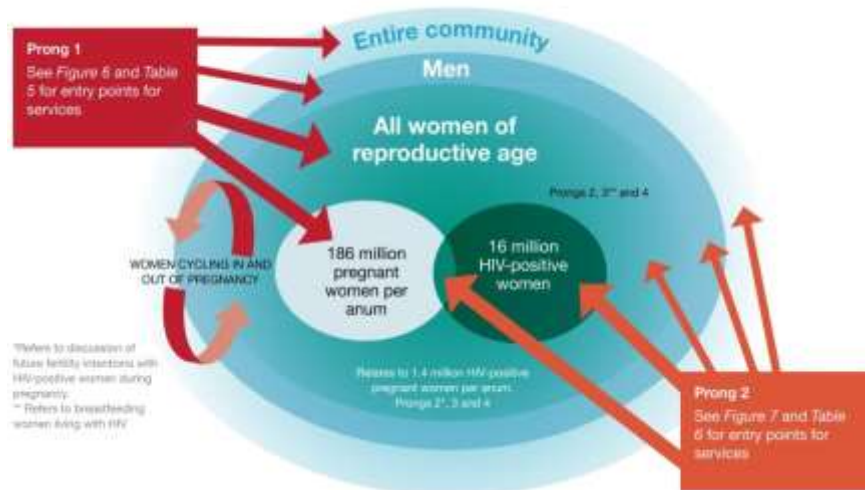 Prong 1
See Figure 6 and Table
5 for entry points for
services
Entire community
Men
All women of
reproductive age
Prongs 2, 3** and 4
186 million
pregnant
women per
anum
16 million
HIV-positive
women
WOMEN CYCLING IN AND
OUT OF PREGNANCY
*Refers to discussion of
future fertility intentions with
HIV-positive women during
pregnancy.
** Refers to breastfeeding
women living with HIV
Relates to 1.4 million HIV-positive
pregnant women per anum.
Prongs 2*, 3 and 4
Prong 2
See Figure 7 and Table
6 for entry points for
services